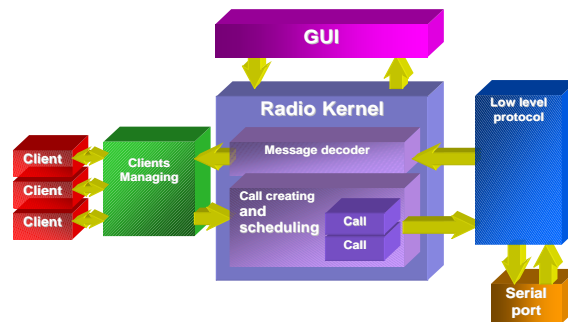 GUI
Radio Kernel
Low level
protocol
Message decoder
Client
Client
Client
Clients
Managing
Call creating
and
scheduling
Call
Call
Serial
port